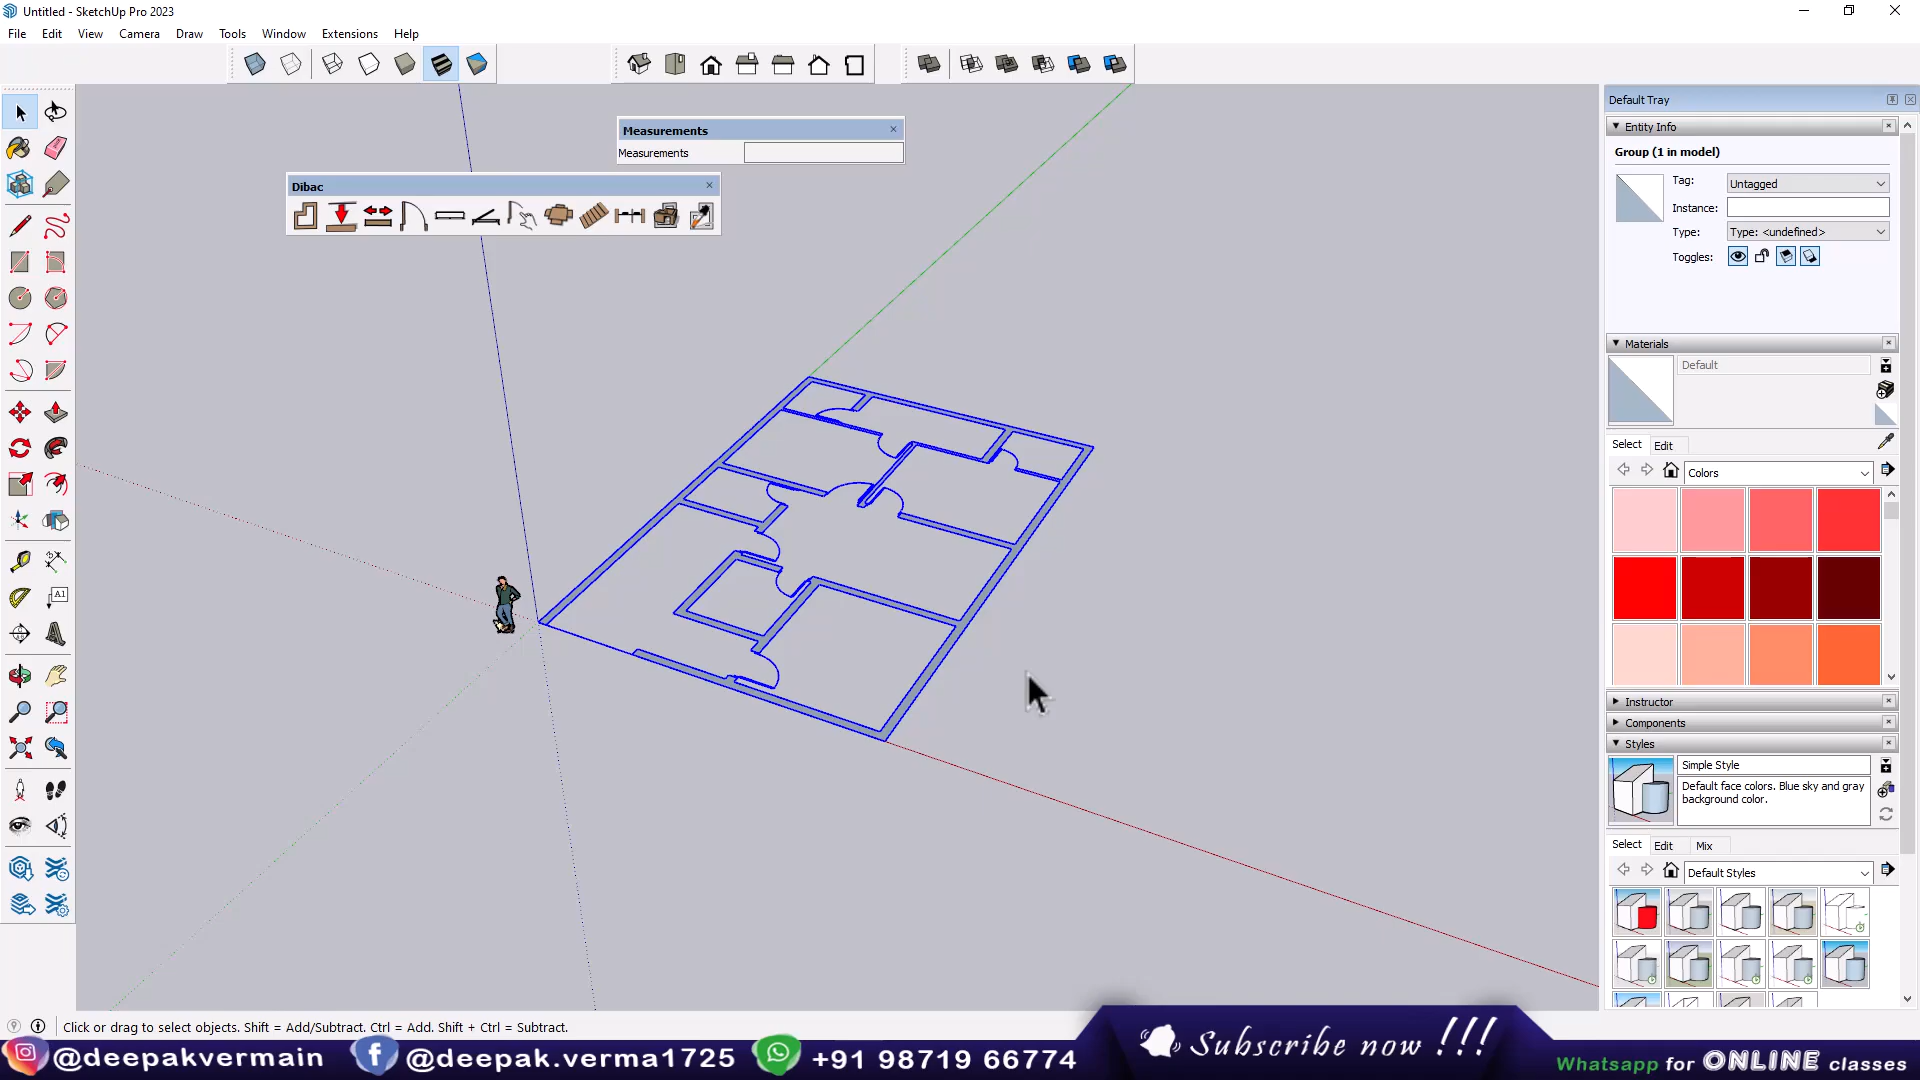 Untitled - SketchUp Pro 2023
File Edit View Camera Draw Tools Window Extensions Help
Measurements
Measurements
Dibac
Default Tray
Entity Info
Group (1 in model)
Tag: Untagged
Instance:
Type: Type: <undefined>
Toggles:
Materials
Default
Select Edit
Colors
Instructor
Components
Styles
Simple Style
Default face colors. Blue sky and gray
background color.
Select Edit Mix
Default Styles
A1
Click or drag to select objects. Shift = Add/Subtract. Ctrl = Add. Shift + Ctrl = Subtract.
@deepakvermain @deepak.verma1725 +91 98719 66774
Subscribe now !!!
Whatsapp for ONLINE classes